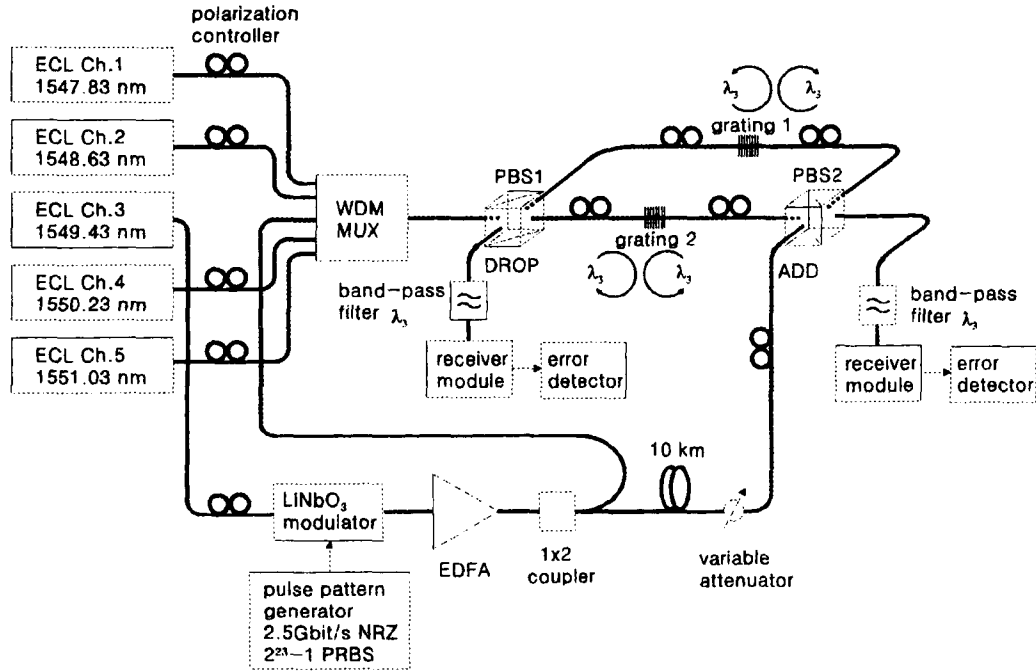 polarization
controller
ECL Ch.1
1547.83 nm
ECL Ch.2
1548.63 nm
ECL Ch.3
1549.43 nm
ECL Ch.4
1550.23 nm
ECL Ch.5
1551.03 nm
WDM
MUX
PBS1
DROP
λ₃
λ₃
grating 1
grating 2
λ₃
λ₃
PBS2
ADD
band-pass
filter λ₃
receiver
module
error
detector
band-pass
filter λ₃
receiver
module
error
detector
10 km
LiNbO₃
modulator
EDFA
1x2
coupler
variable
attenuator
pulse pattern
generator
2.5Gbit/s NRZ
2²³-1 PRBS